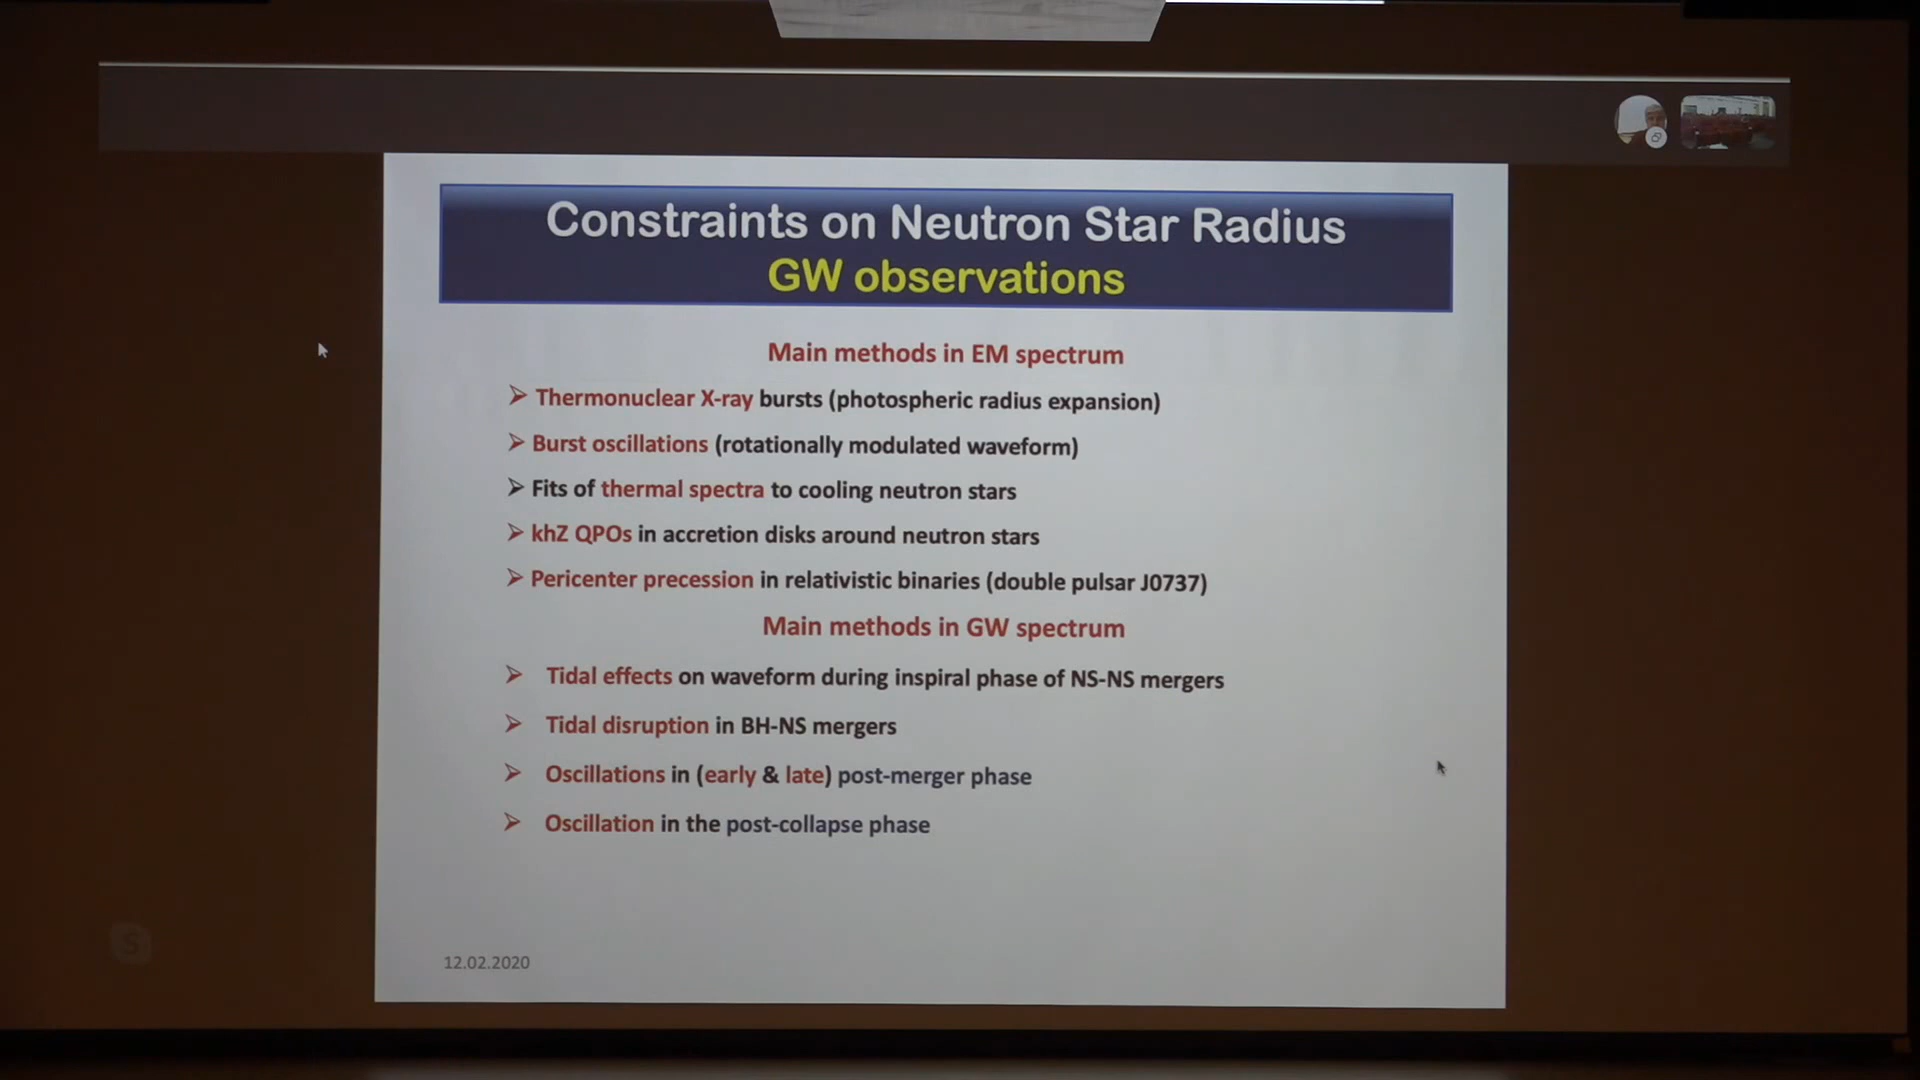 Constraints on Neutron Star Radius
GW observations
Main methods in EM spectrum
➢ Thermonuclear X-ray bursts (photospheric radius expansion)
➢ Burst oscillations (rotationally modulated waveform)
➢ Fits of thermal spectra to cooling neutron stars
➢ khZ QPOs in accretion disks around neutron stars
➢ Pericenter precession in relativistic binaries (double pulsar J0737)
Main methods in GW spectrum
➢ Tidal effects on waveform during inspiral phase of NS-NS mergers
➢ Tidal disruption in BH-NS mergers
➢ Oscillations in (early & late) post-merger phase
➢ Oscillation in the post-collapse phase
S
12.02.2020